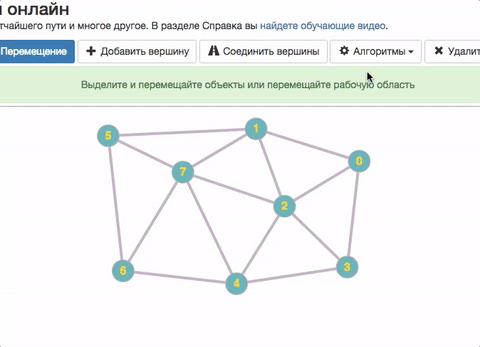 й онлайн
тчайшего пути и многое другое. В разделе Справка вы найдете обучающие видео.
Перемещение Добавить вершину Соединить вершины Алгоритмы Удалит
Выделите и перемещайте объекты или перемещайте рабочую область
1
5
0
7
2
6
3
4